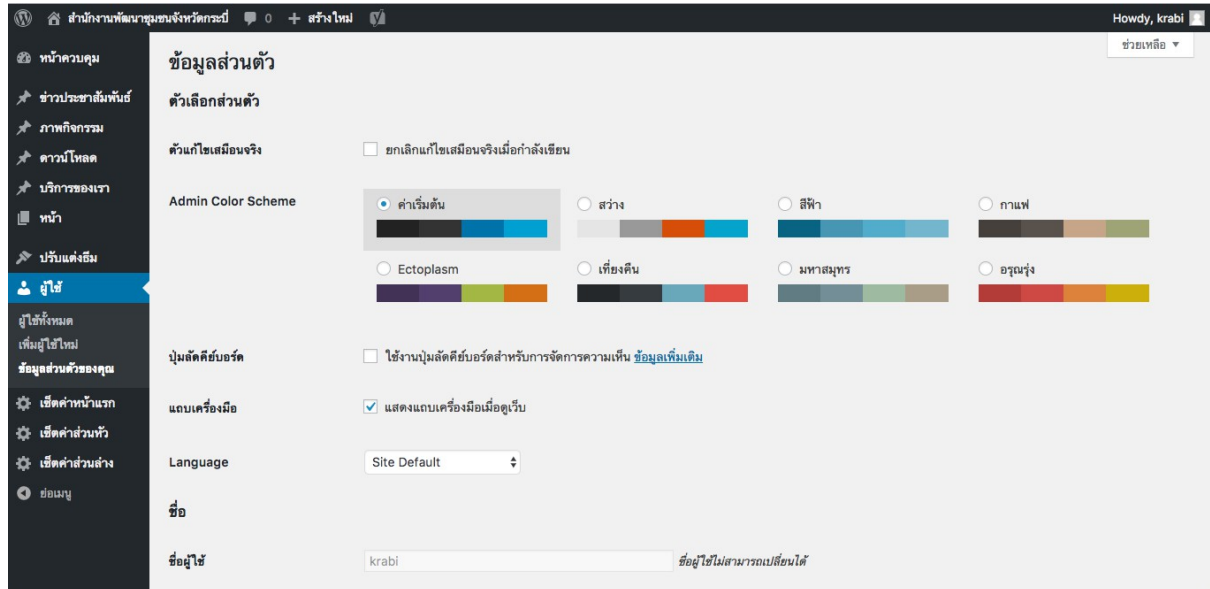 สำนักงานพัฒนาชุมชนจังหวัดกระบี่ 0 + สร้างใหม่ Howdy, krabi
ช่วยเหลือ
หน้าควบคุม
ข่าวประชาสัมพันธ์
ภาพกิจกรรม
ดาวน์โหลด
บริการของเรา
หน้า
ปรับแต่งธีม
ผู้ใช้
ผู้ใช้ทั้งหมด
เพิ่มผู้ใช้ใหม่
ข้อมูลส่วนตัวของคุณ
เซ็ตค่าหน้าแรก
เซ็ตค่าส่วนหัว
เซ็ตค่าส่วนล่าง
ย่อเมนู
ข้อมูลส่วนตัว
ตัวเลือกส่วนตัว
ตัวแก้ไขเสมือนจริง ยกเลิกแก้ไขเสมือนจริงเมื่อกำลังเขียน
Admin Color Scheme ค่าเริ่มต้น สว่าง สีฟ้า กาแฟ
Ectoplasm เที่ยงคืน มหาสมุทร อรุณรุ่ง
ปุ่มลัดคีย์บอร์ด ใช้งานปุ่มลัดคีย์บอร์ดสำหรับการจัดการความเห็น ข้อมูลเพิ่มเติม
แถบเครื่องมือ แสดงแถบเครื่องมือเมื่อดูเว็บ
Language Site Default
ชื่อ
ชื่อผู้ใช้ krabi ชื่อผู้ใช้ไม่สามารถเปลี่ยนได้